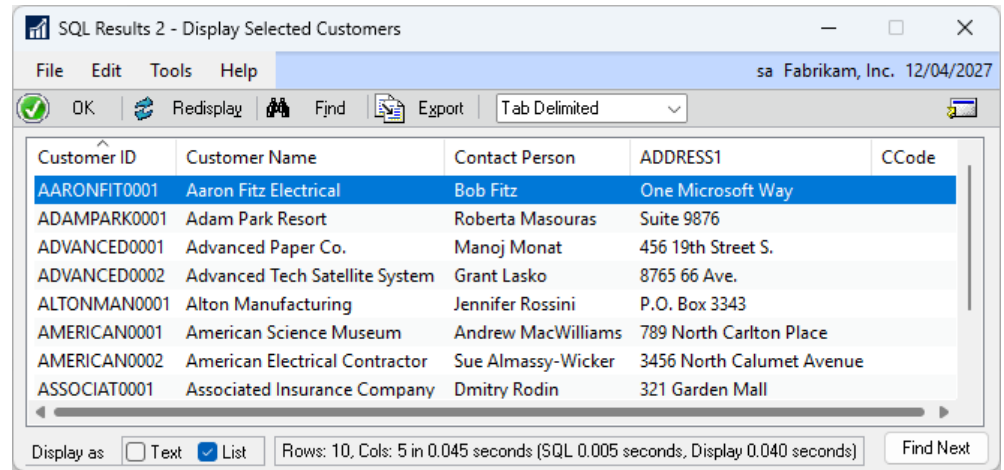 SQL Results 2 - Display Selected Customers
File Edit Tools Help sa Fabrikam, Inc. 12/04/2027
OK Redisplay Find Export Tab Delimited
Customer ID Customer Name Contact Person ADDRESS1 CCode
AARONFIT0001 Aaron Fitz Electrical Bob Fitz One Microsoft Way
ADAMPARK0001 Adam Park Resort Roberta Masouras Suite 9876
ADVANCED0001 Advanced Paper Co. Manoj Monat 456 19th Street S.
ADVANCED0002 Advanced Tech Satellite System Grant Lasko 8765 66 Ave.
ALTONMAN0001 Alton Manufacturing Jennifer Rossini P.O. Box 3343
AMERICAN0001 American Science Museum Andrew MacWilliams 789 North Carlton Place
AMERICAN0002 American Electrical Contractor Sue Almassy-Wicker 3456 North Calumet Avenue
ASSOCIAT0001 Associated Insurance Company Dmitry Rodin 321 Garden Mall
Display as Text List Rows: 10, Cols: 5 in 0.045 seconds (SQL 0.005 seconds, Display 0.040 seconds) Find Next